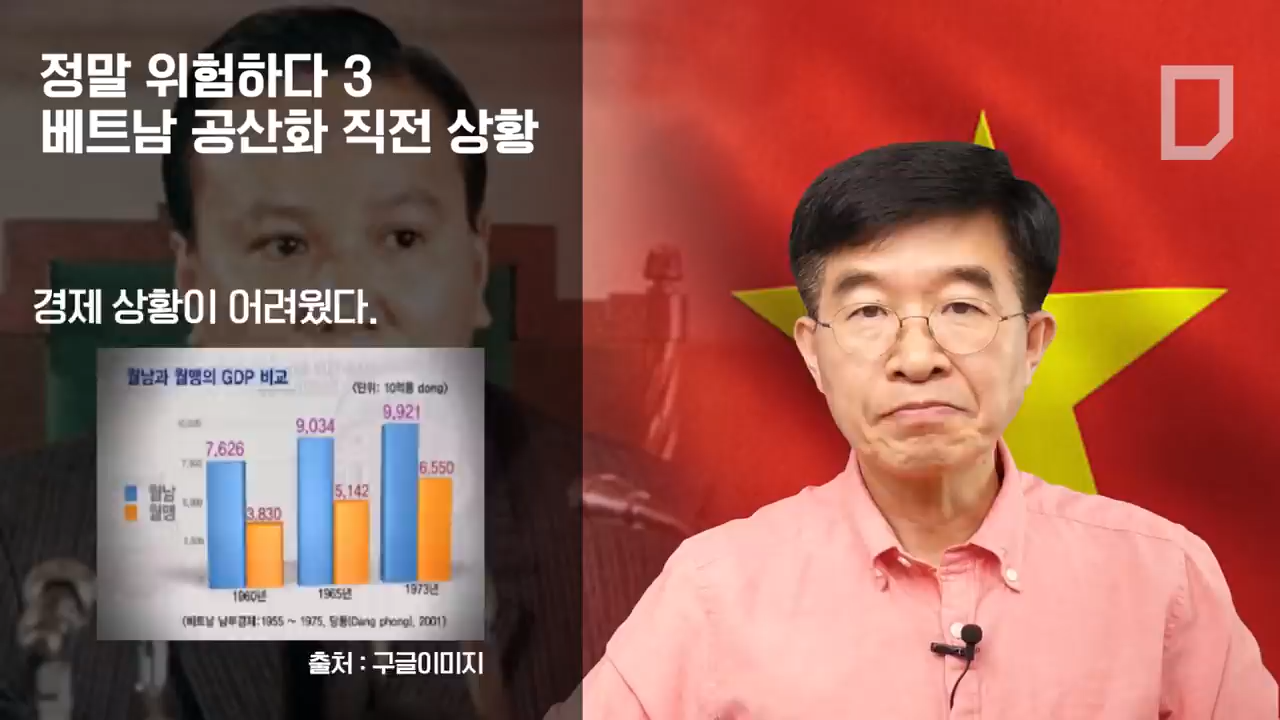 정말 위험하다 3
베트남 공산화 직전 상황
경제 상황이 어려웠다.
월남과 월맹의 GDP 비교
(단위: 10억동 dong)
9,921
9,034
7,626
6,550
5,142
3,830
월남
월맹
1960년 1965년 1973년
(베트남 남부경제:1955 ~ 1975, 당퐁(Dang phong), 2001)
출처 : 구글이미지